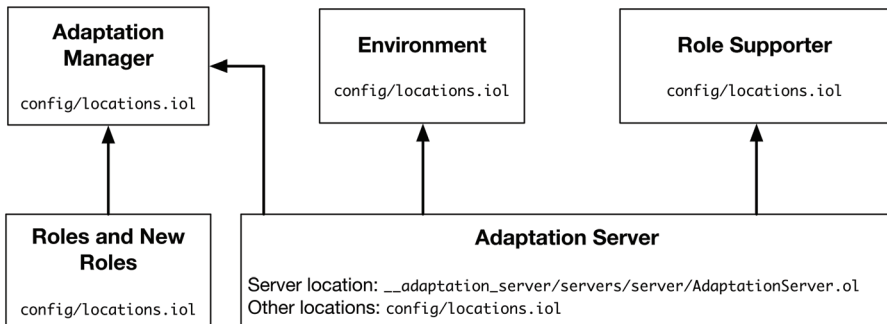 Adaptation
Manager
config/locations.iol
Environment
config/locations.iol
Role Supporter
config/locations.iol
Roles and New
Roles
config/locations.iol
Adaptation Server
Server location: __adaptation_server/servers/server/AdaptationServer.ol
Other locations: config/locations.iol